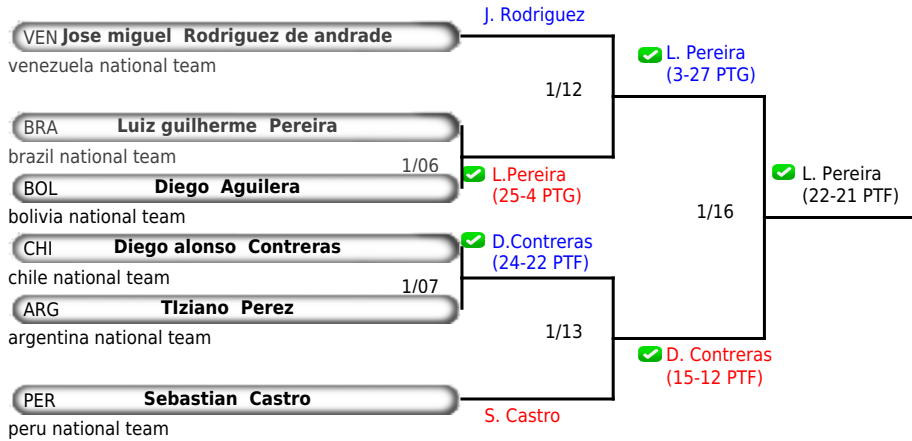 J. Rodriguez
VEN Jose miguel Rodriguez de andrade
venezuela national team
L. Pereira
(3-27 PTG)
1/12
BRA Luiz guilherme Pereira
brazil national team
1/06
L.Pereira
(25-4 PTG)
BOL Diego Aguilera
bolivia national team
L. Pereira
(22-21 PTF)
1/16
CHI Diego alonso Contreras
chile national team
D.Contreras
(24-22 PTF)
1/07
ARG TIziano Perez
argentina national team
1/13
D. Contreras
(15-12 PTF)
PER Sebastian Castro
peru national team
S. Castro